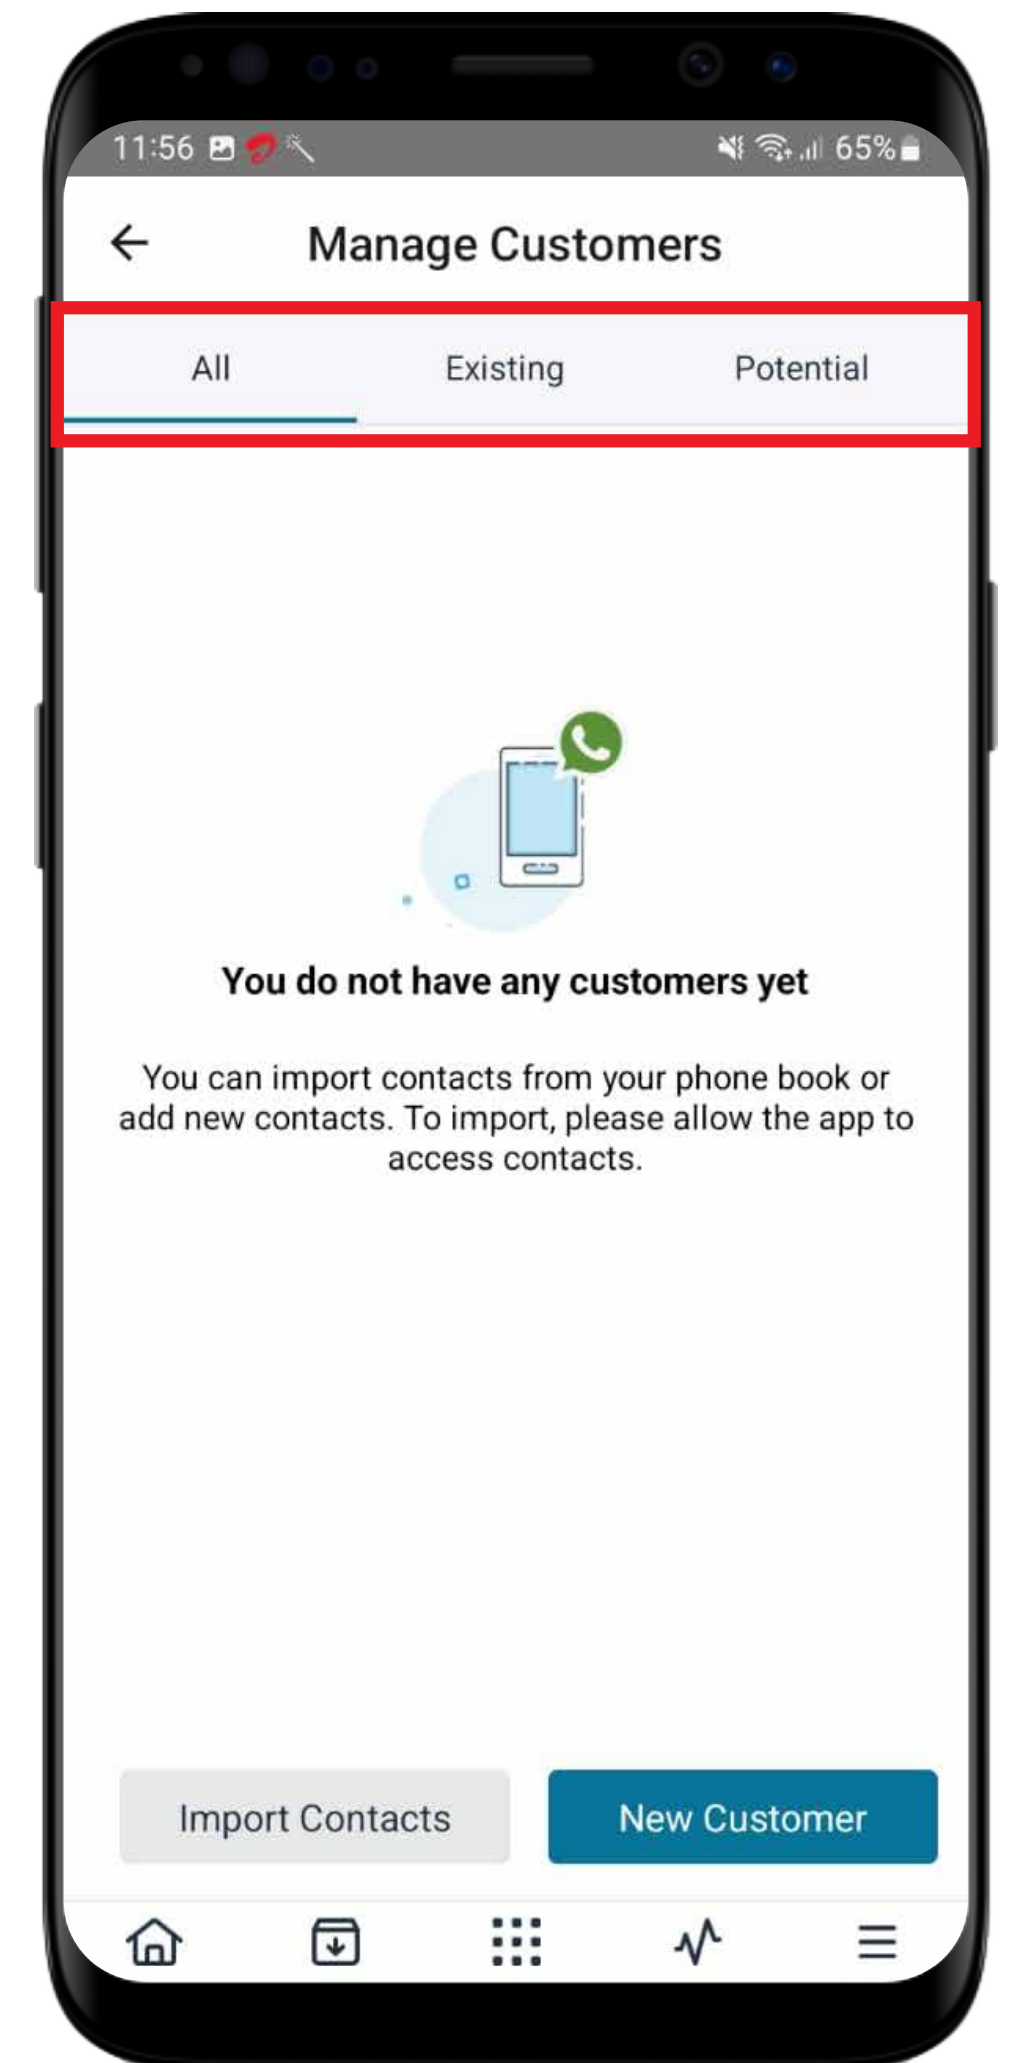 11:56 65%
Manage Customers
All Existing Potential
You do not have any customers yet
You can import contacts from your phone book or
add new contacts. To import, please allow the app to
access contacts.
Import Contacts New Customer